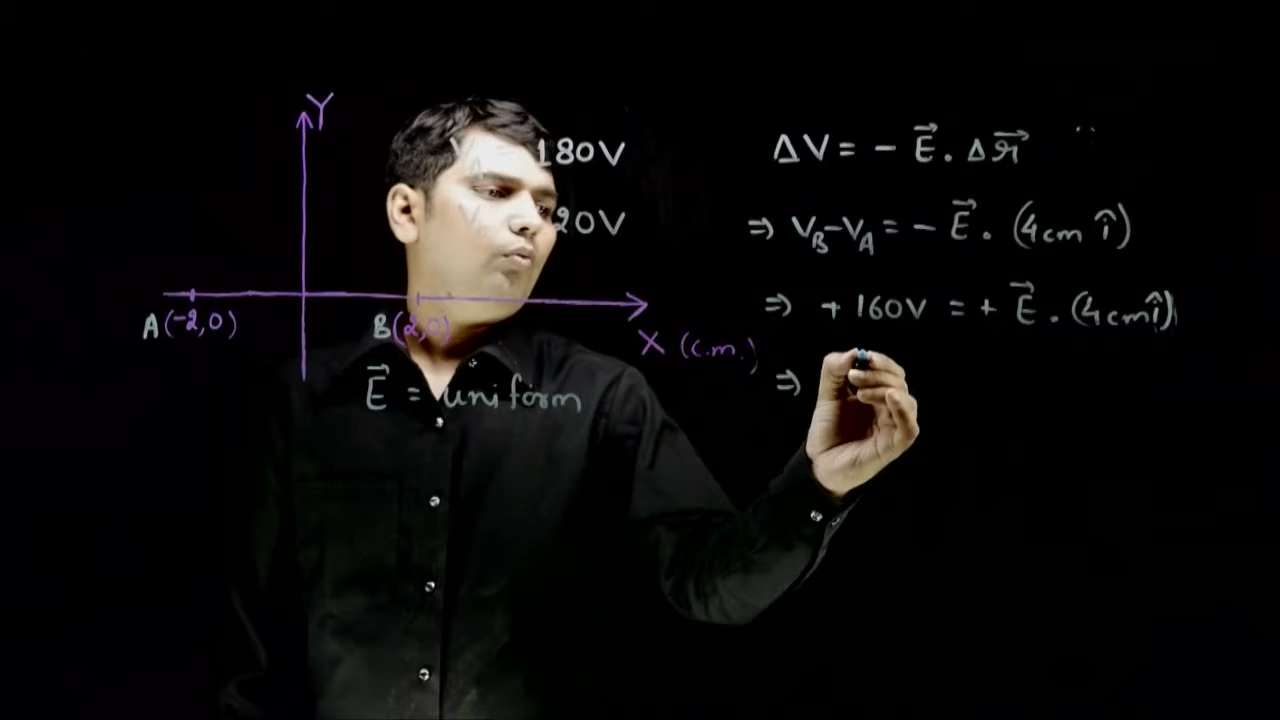 Y
V 180V
V 20V
A (-2,0)
B (2,0)
X (c.m.)
E⃗ = uniform
ΔV = - E⃗ . Δr⃗
⇒ V_B - V_A = - E⃗ . (4cm î)
⇒ +160V = + E⃗ . (4cm î)
⇒